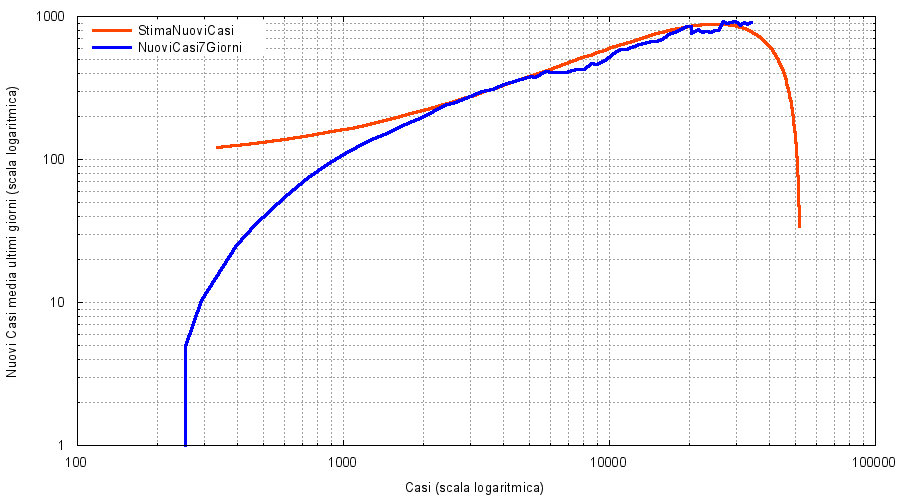 1000
StimaNuoviCasi
NuoviCasi7Giorni
100
10
1
Nuovi Casi media ultimi giorni (scala logaritmica)
100 1000 10000 100000
Casi (scala logaritmica)